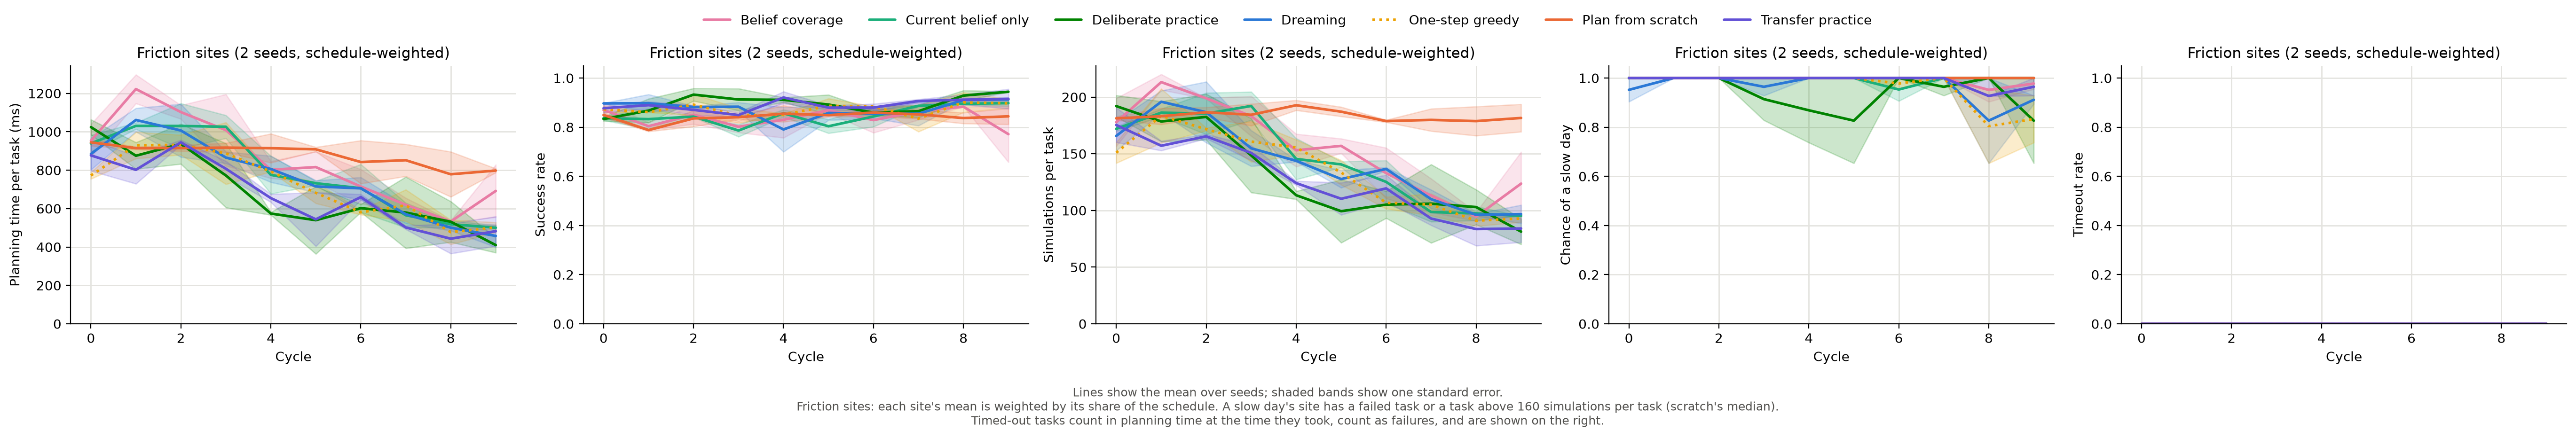 Belief coverage
Current belief only
Deliberate practice
Dreaming
One-step greedy
Plan from scratch
Transfer practice
Friction sites (2 seeds, schedule-weighted)
Planning time per task (ms)
1200
1000
800
600
400
200
0
0 2 4 6 8
Cycle
Friction sites (2 seeds, schedule-weighted)
Success rate
1.0
0.8
0.6
0.4
0.2
0.0
0 2 4 6 8
Cycle
Friction sites (2 seeds, schedule-weighted)
Simulations per task
200
150
100
50
0
0 2 4 6 8
Cycle
Friction sites (2 seeds, schedule-weighted)
Chance of a slow day
1.0
0.8
0.6
0.4
0.2
0.0
0 2 4 6 8
Cycle
Friction sites (2 seeds, schedule-weighted)
Timeout rate
1.0
0.8
0.6
0.4
0.2
0.0
0 2 4 6 8
Cycle
Lines show the mean over seeds; shaded bands show one standard error.
Friction sites: each site's mean is weighted by its share of the schedule. A slow day's site has a failed task or a task above 160 simulations per task (scratch's median).
Timed-out tasks count in planning time at the time they took, count as failures, and are shown on the right.